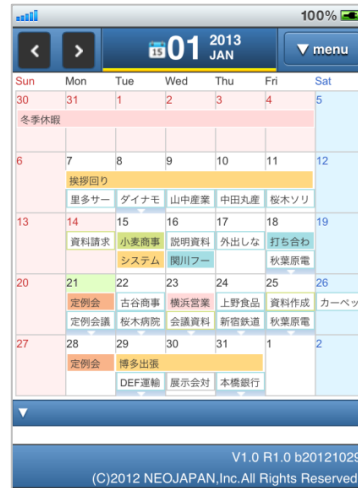 100%
15 01 2013 JAN
▼ menu
Sun Mon Tue Wed Thu Fri Sat
30 31 1 2 3 4 5
冬季休暇
6 7 8 9 10 11 12
挨拶回り
里多サー ダイナモ 山中産業 中田丸産 桜木ソリ
13 14 15 16 17 18 19
資料請求 小麦商事 説明資料 外出しな 打ち合わ
システム 関川フー 秋葉原電
20 21 22 23 24 25 26
定例会 古谷商事 横浜営業 上野食品 資料作成 カーペッ
定例会議 桜木病院 会議資料 新宿鉄道 秋葉原電
27 28 29 30 31 1 2
定例会 博多出張
DEF運輸 展示会対 本橋銀行
▼
V1.0 R1.0 b20121029
(C)2012 NEOJAPAN,Inc.All Rights Reserved